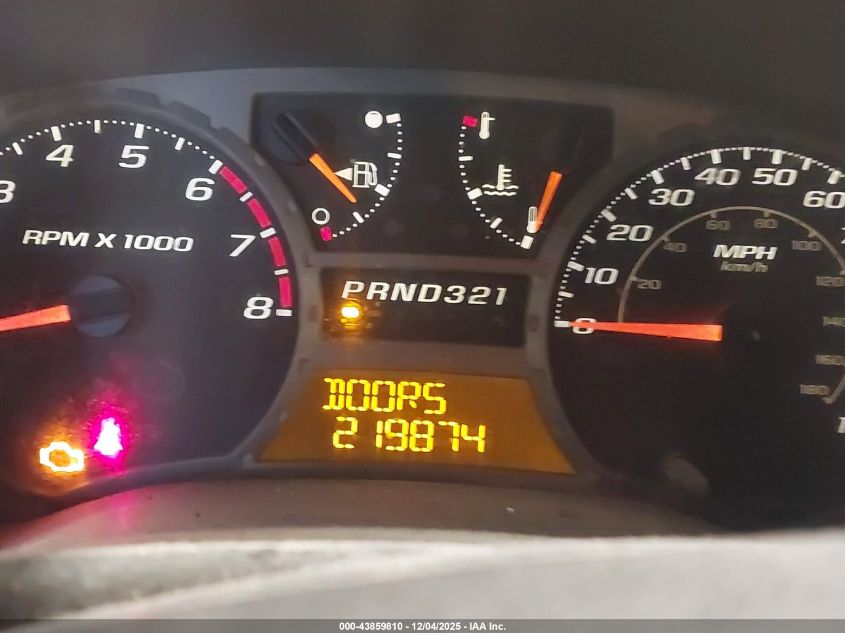 3 4 5 6 7 8
RPM X 1000
PRND321
DOORS
219874
0 10 20 30 40 50 60
20 40 60 80 100 120 140 160 180
MPH
km/h
000-43859810 - 12/04/2025 - IAA Inc.